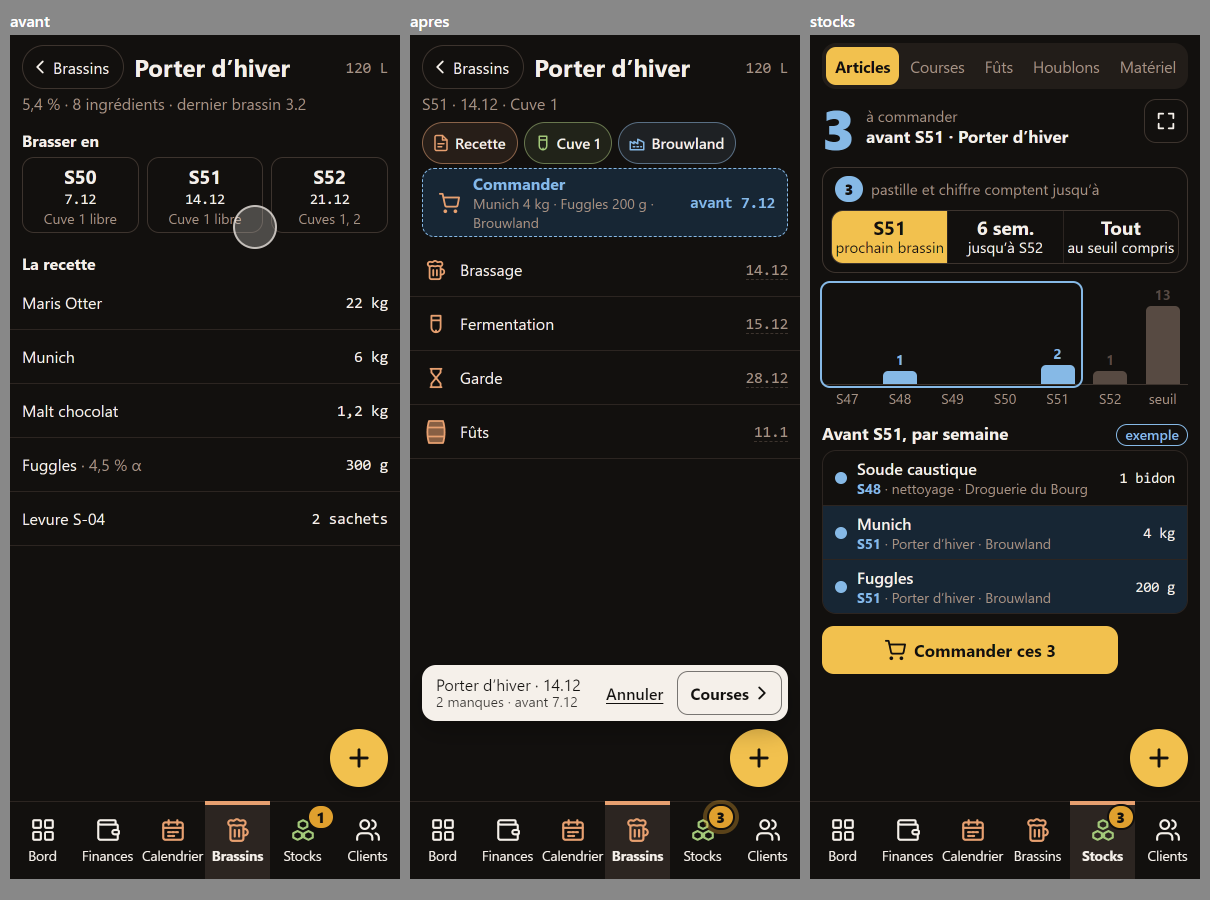 avant
Brassins
Porter d’hiver
120 L
5,4 % · 8 ingrédients · dernier brassin 3.2
Brasser en
S50
7.12
Cuve 1 libre
S51
14.12
Cuve 1 libre
S52
21.12
Cuves 1, 2
La recette
Maris Otter
22 kg
Munich
6 kg
Malt chocolat
1,2 kg
Fuggles · 4,5 % α
300 g
Levure S-04
2 sachets
Bord
Finances
Calendrier
Brassins
1
Stocks
Clients
apres
Brassins
Porter d’hiver
120 L
S51 · 14.12 · Cuve 1
Recette
Cuve 1
Brouwland
Commander
Munich 4 kg · Fuggles 200 g ·
Brouwland
avant 7.12
Brassage
14.12
Fermentation
15.12
Garde
28.12
Fûts
11.1
Porter d’hiver · 14.12
2 manques · avant 7.12
Annuler
Courses
Bord
Finances
Calendrier
Brassins
3
Stocks
Clients
stocks
Articles
Courses
Fûts
Houblons
Matériel
3
à commander
avant S51 · Porter d’hiver
3
pastille et chiffre comptent jusqu’à
S51
prochain brassin
6 sem.
jusqu’à S52
Tout
au seuil compris
1
2
1
13
S47
S48
S49
S50
S51
S52
seuil
Avant S51, par semaine
exemple
Soude caustique
S48 · nettoyage · Droguerie du Bourg
1 bidon
Munich
S51 · Porter d’hiver · Brouwland
4 kg
Fuggles
S51 · Porter d’hiver · Brouwland
200 g
Commander ces 3
Bord
Finances
Calendrier
Brassins
3
Stocks
Clients